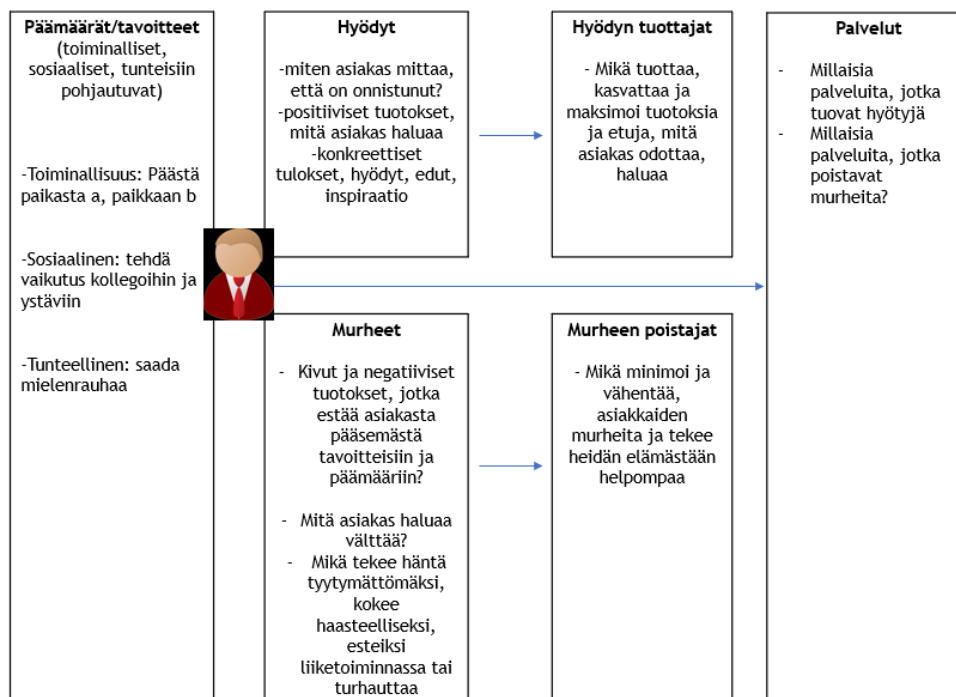 Päämäärät/tavoitteet
(toiminalliset,
sosiaaliset, tunteisiin
pohjautuvat)
-Toiminallisuus: Päästä
paikasta a, paikkaan b
-Sosiaalinen: tehdä
vaikutus kollegoihin ja
ystäviin
-Tunteellinen: saada
mielenrauhaa
Hyödyt
-miten asiakas mittaa,
että on onnistunut?
-positiiviset tuotokset,
mitä asiakas haluaa
-konkreettiset
tulokset, hyödyt, edut,
inspiraatio
Hyödyn tuottajat
- Mikä tuottaa,
kasvattaa ja
maksimoi tuotoksia
ja etuja, mitä
asiakas odottaa,
haluaa
Murheet
- Kivut ja negatiiviset
tuotokset, jotka
estää asiakasta
pääsemästä
tavoitteisiin ja
päämääriin?
- Mitä asiakas haluaa
välttää?
- Mikä tekee häntä
tyytymättömäksi,
kokee
haasteelliseksi,
esteiksi
liiketoiminnassa tai
turhauttaa
Murheen poistajat
- Mikä minimoi ja
vähentää,
asiakkaiden
murheita ja tekee
heidän elämästään
helpompaa
Palvelut
- Millaisia
palveluita, jotka
tuovat hyötyjä
- Millaisia
palveluita, jotka
poistavat
murheita?